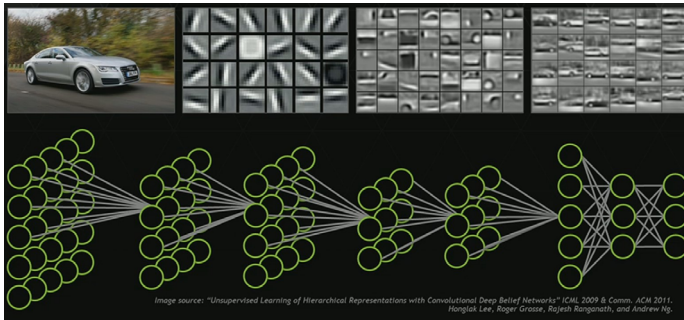 Image source: "Unsupervised Learning of Hierarchical Representations with Convolutional Deep Belief Networks" ICML 2009 & Comm. ACM 2011.
Honglak Lee, Roger Grosse, Rajesh Ranganath, and Andrew Ng.